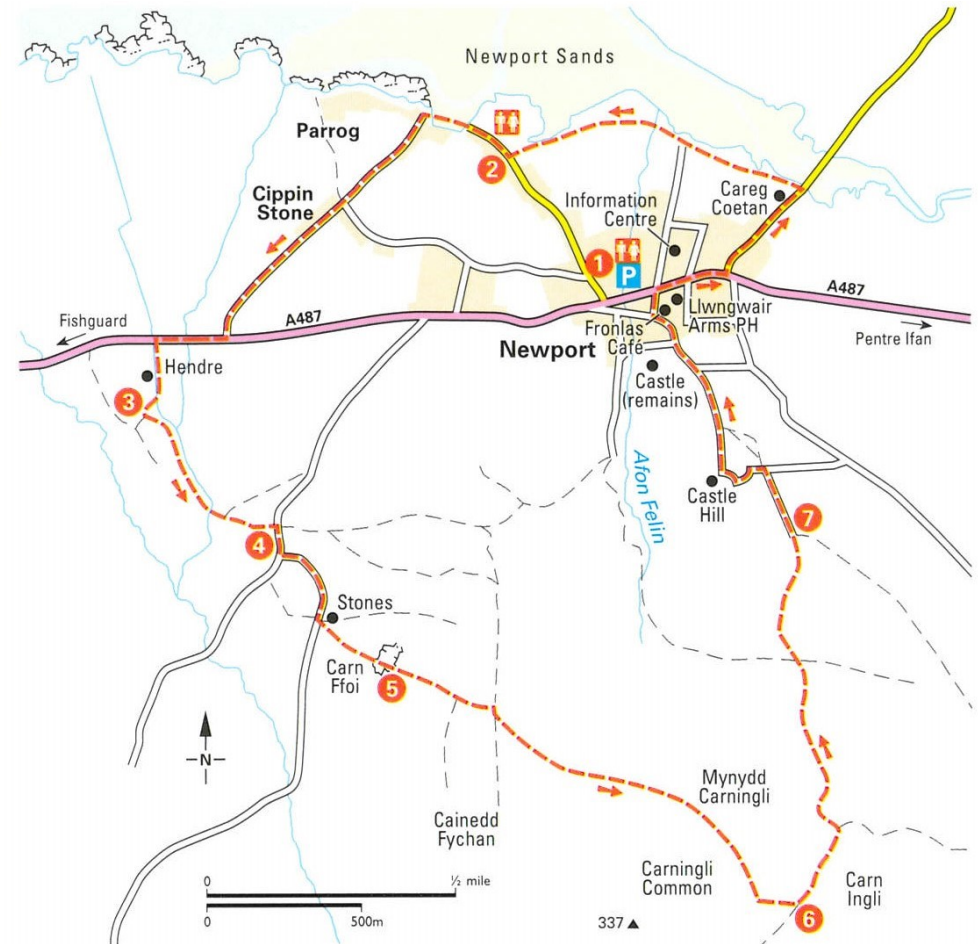 Newport Sands
Parrog
2
Cippin
Stone
Careg
Coetan
Information
Centre
1
P
A487
A487
Fishguard
Llwngwair
Arms PH
Pentre Ifan
Fronlas
Café
Newport
Hendre
Castle
(remains)
3
Afon Felin
Castle
Hill
7
4
Stones
Carn
Ffoi
5
N
Mynydd
Carningli
Cainedd
Fychan
Carningli
Common
Carn
Ingli
0
½ mile
0
500m
337
6